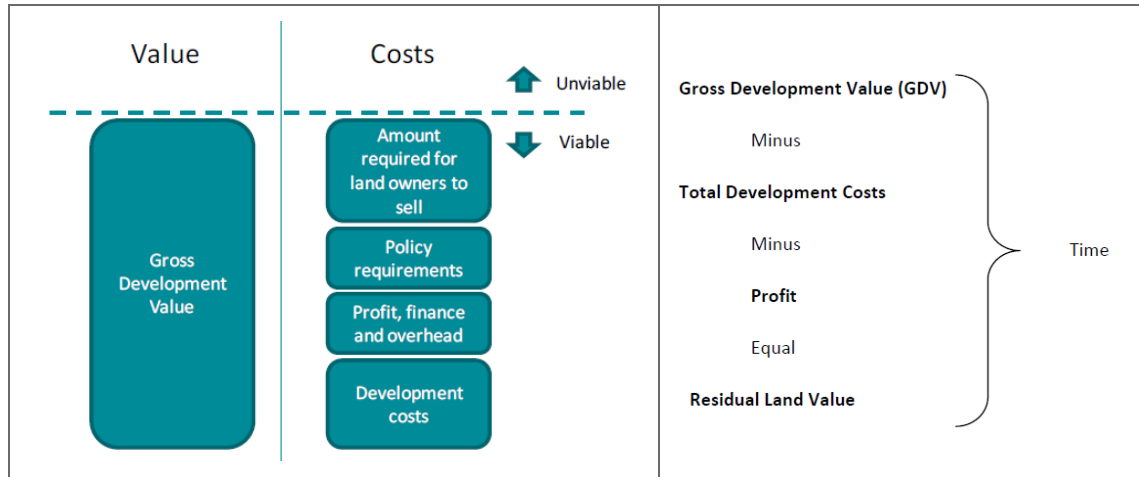 Value
Costs
Unviable
Viable
Gross
Development
Value
Amount
required for
land owners to
sell
Policy
requirements
Profit, finance
and overhead
Development
costs
Gross Development Value (GDV)
Minus
Total Development Costs
Minus
Profit
Equal
Residual Land Value
Time